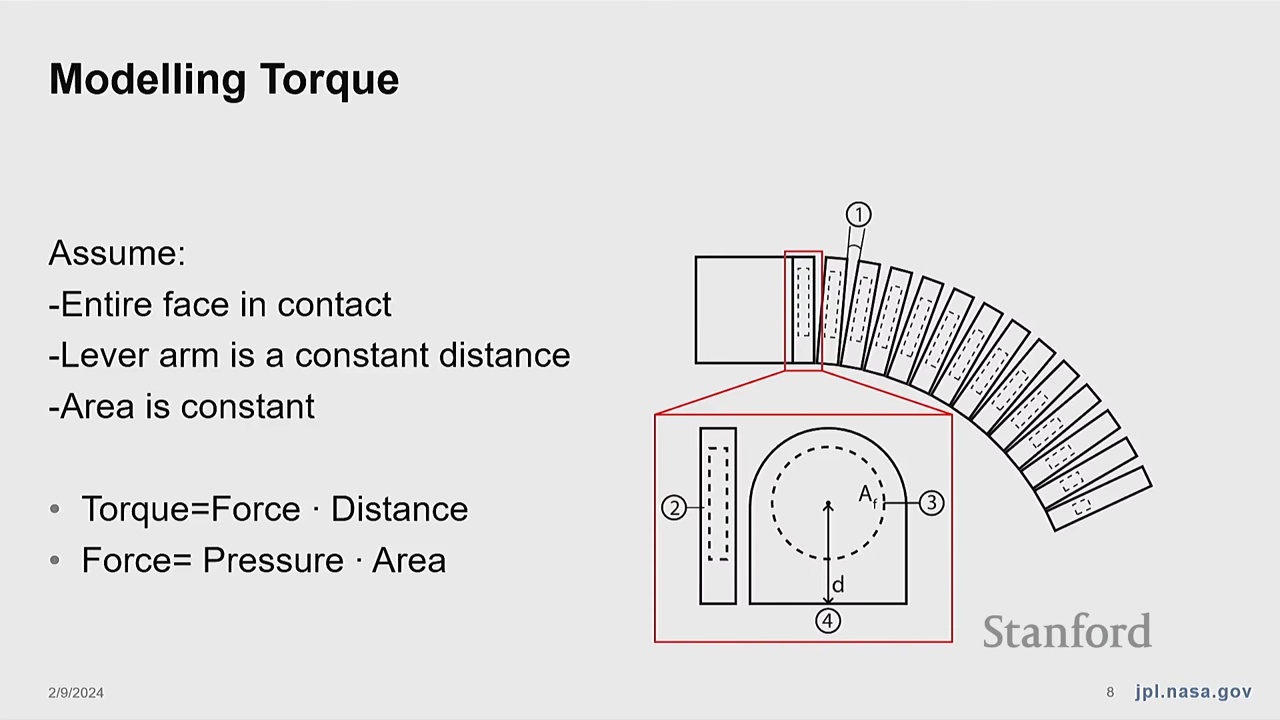 Modelling Torque
Assume:
-Entire face in contact
-Lever arm is a constant distance
-Area is constant
• Torque=Force · Distance
• Force= Pressure · Area
1
2
Af
3
d
4
Stanford
2/9/2024
8
jpl.nasa.gov